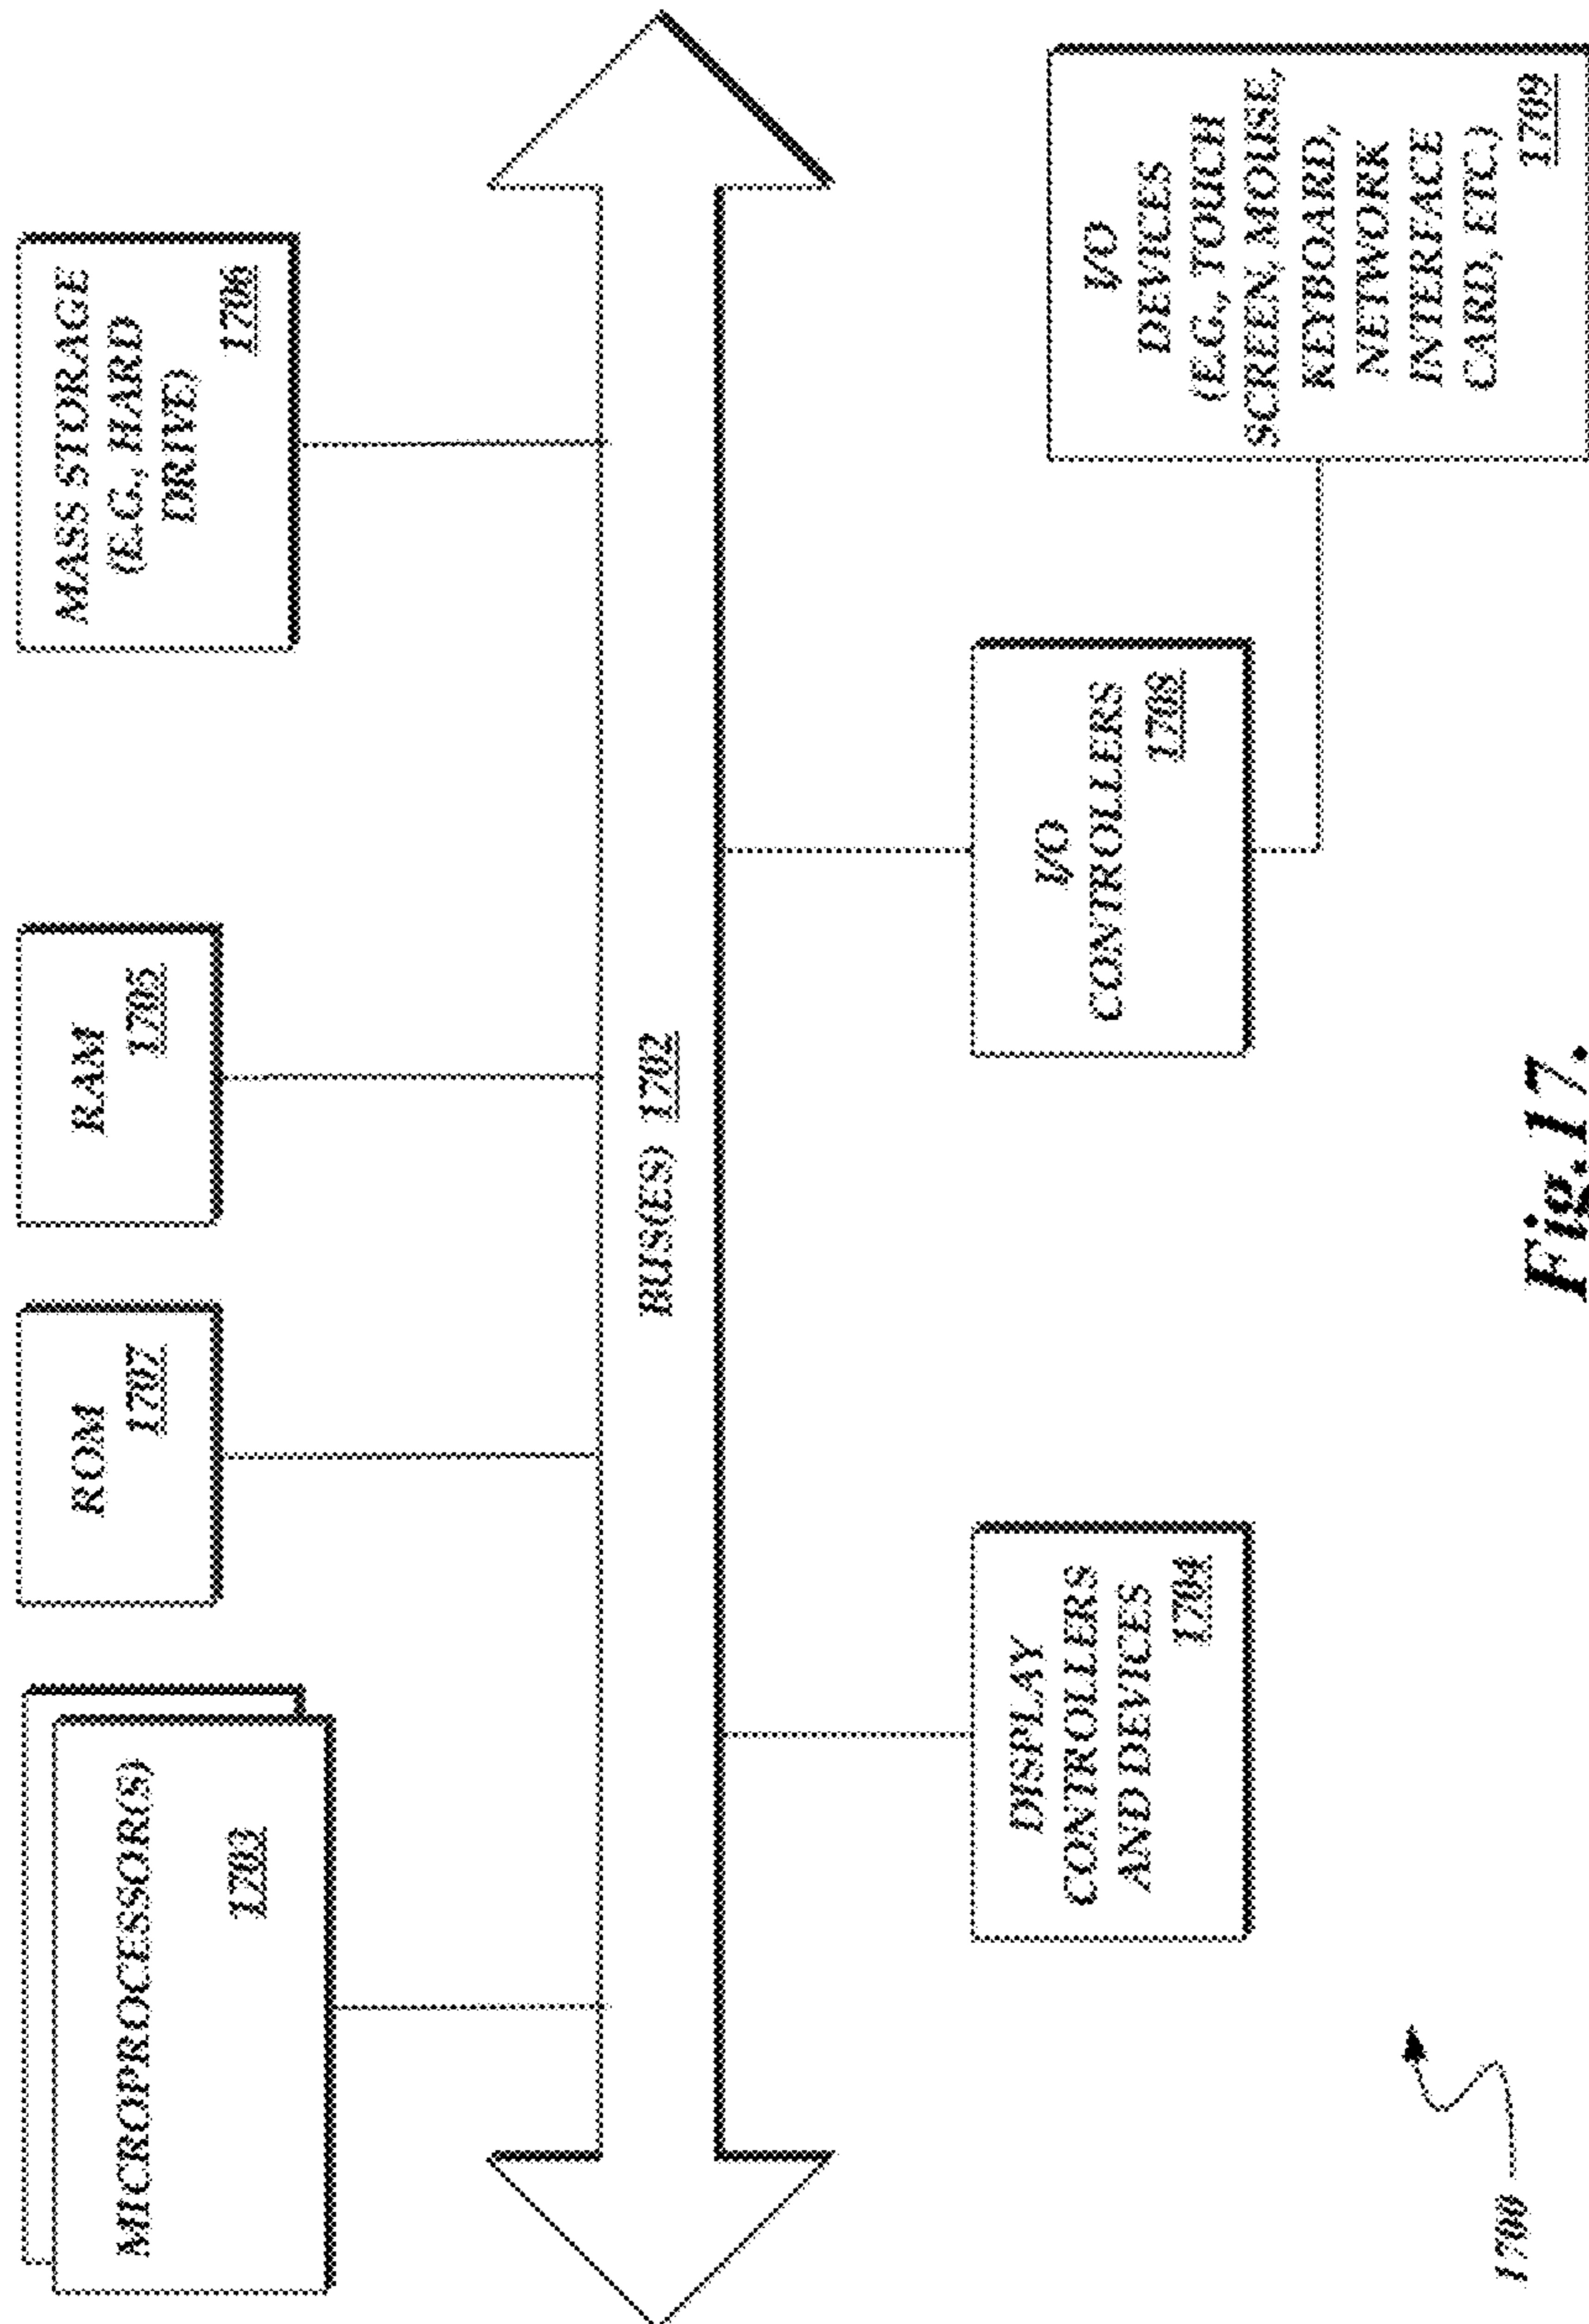 MICROPROCESSOR(S)
1703
ROM
1707
RAM
1705
MASS STORAGE
(E.G., HARD
DRIVE)
1706
BUS(ES) 1702
DISPLAY
CONTROLLERS
AND DEVICES
1704
I/O
CONTROLLERS
1708
I/O
DEVICES
(E.G., TOUCH
SCREEN, MOUSE,
KEYBOARD,
NETWORK
INTERFACE
CARD, ETC.)
1709
1700
Fig.17.